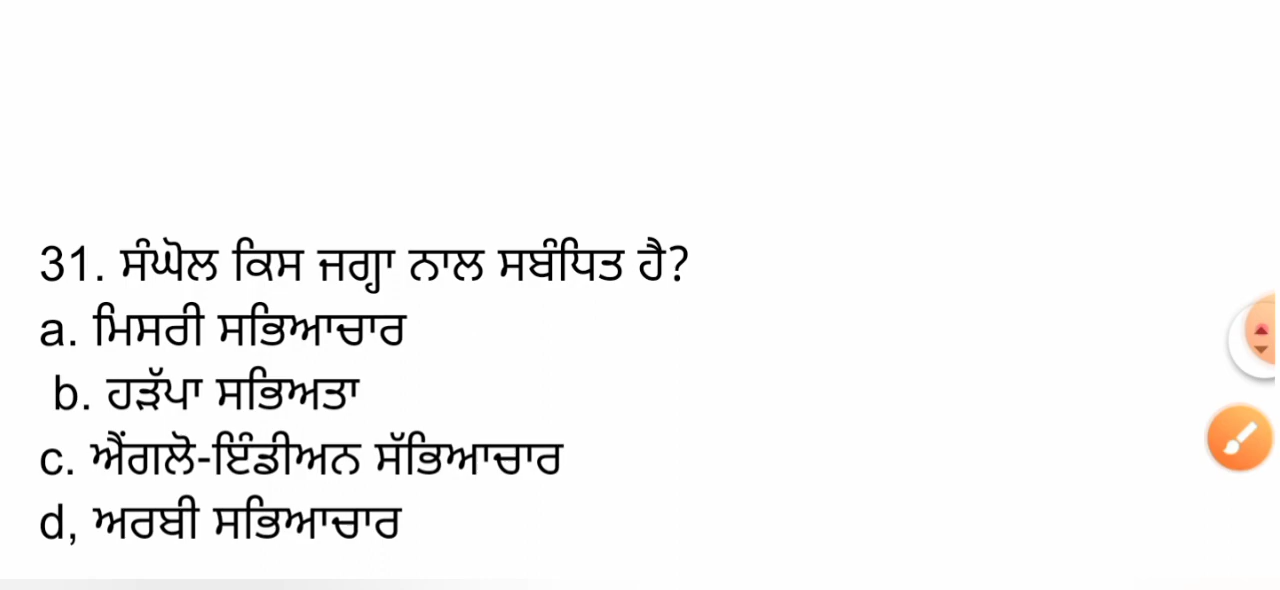 31. ਸੰਘੋਲ ਕਿਸ ਜਗ੍ਹਾ ਨਾਲ ਸਬੰਧਿਤ ਹੈ?
a. ਮਿਸਰੀ ਸਭਿਆਚਾਰ
b. ਹੜੱਪਾ ਸਭਿਅਤਾ
c. ਐਂਗਲੋ-ਇੰਡੀਅਨ ਸੱਭਿਆਚਾਰ
d, ਅਰਬੀ ਸਭਿਆਚਾਰ